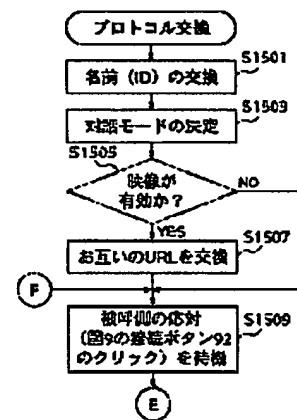 プロトコル交換
S1501
名前(ID)の交換
S1503
対話モードの決定
S1505
映像が
有効か?
NO
YES
S1507
お互いのURLを交換
F
S1509
被呼側の応対
(図9の接続ボタン92
のクリック)を待機
E